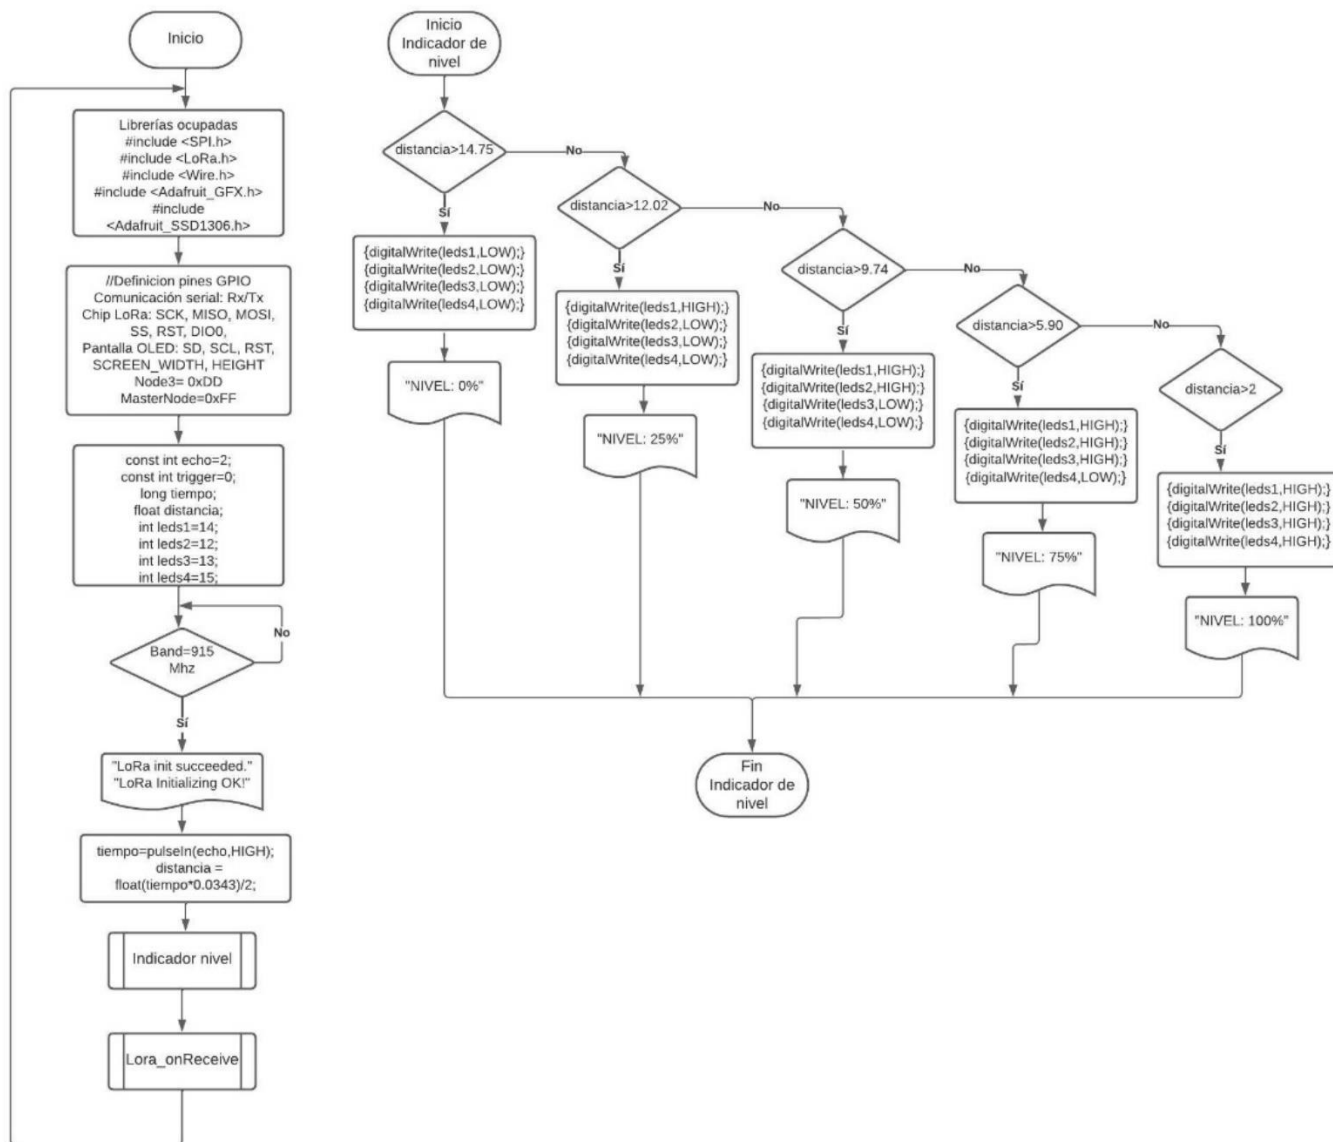 Inicio
Librerías ocupadas
#include <SPI.h>
#include <LoRa.h>
#include <Wire.h>
#include <Adafruit_GFX.h>
#include
<Adafruit_SSD1306.h>
//Definicion pines GPIO
Comunicación serial: Rx/Tx
Chip LoRa: SCK, MISO, MOSI,
SS, RST, DIO0,
Pantalla OLED: SD, SCL, RST,
SCREEN_WIDTH, HEIGHT
Node3= 0xDD
MasterNode=0xFF
const int echo=2;
const int trigger=0;
long tiempo;
float distancia;
int leds1=14;
int leds2=12;
int leds3=13;
int leds4=15;
No
Band=915
Mhz
Sí
"LoRa init succeeded."
"LoRa Initializing OK!"
tiempo=pulseIn(echo,HIGH);
distancia =
float(tiempo*0.0343)/2;
Indicador nivel
Lora_onReceive
Inicio
Indicador de
nivel
distancia>14.75
No
Sí
{digitalWrite(leds1,LOW);}
{digitalWrite(leds2,LOW);}
{digitalWrite(leds3,LOW);}
{digitalWrite(leds4,LOW);}
"NIVEL: 0%"
distancia>12.02
No
Sí
{digitalWrite(leds1,HIGH);}
{digitalWrite(leds2,LOW);}
{digitalWrite(leds3,LOW);}
{digitalWrite(leds4,LOW);}
"NIVEL: 25%"
distancia>9.74
No
Sí
{digitalWrite(leds1,HIGH);}
{digitalWrite(leds2,HIGH);}
{digitalWrite(leds3,LOW);}
{digitalWrite(leds4,LOW);}
"NIVEL: 50%"
distancia>5.90
No
Sí
{digitalWrite(leds1,HIGH);}
{digitalWrite(leds2,HIGH);}
{digitalWrite(leds3,HIGH);}
{digitalWrite(leds4,LOW);}
"NIVEL: 75%"
distancia>2
Sí
{digitalWrite(leds1,HIGH);}
{digitalWrite(leds2,HIGH);}
{digitalWrite(leds3,HIGH);}
{digitalWrite(leds4,HIGH);}
"NIVEL: 100%"
Fin
Indicador de
nivel